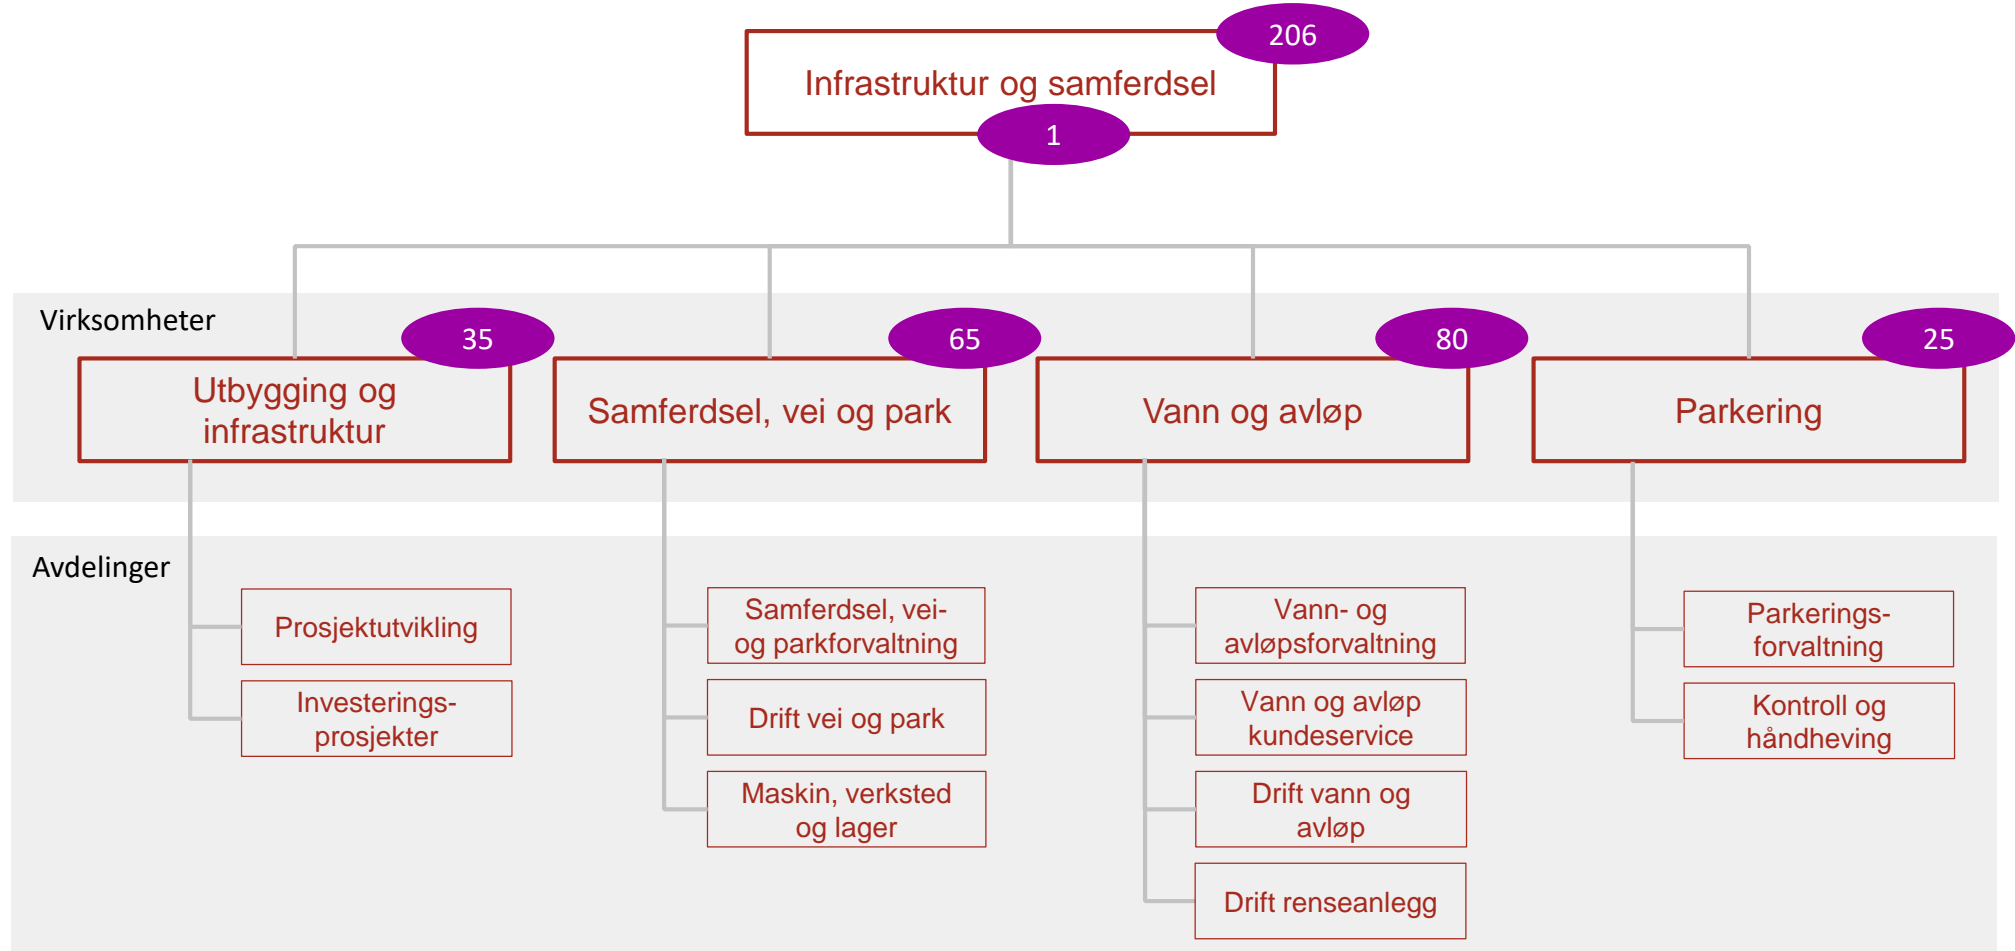 206
Infrastruktur og samferdsel
1
Virksomheter
35
65
80
25
Utbygging og
infrastruktur
Samferdsel, vei og park
Vann og avløp
Parkering
Avdelinger
Prosjektutvikling
Investerings-
prosjekter
Samferdsel, vei-
og parkforvaltning
Drift vei og park
Maskin, verksted
og lager
Vann- og
avløpsforvaltning
Vann og avløp
kundeservice
Drift vann og
avløp
Drift renseanlegg
Parkerings-
forvaltning
Kontroll og
håndheving